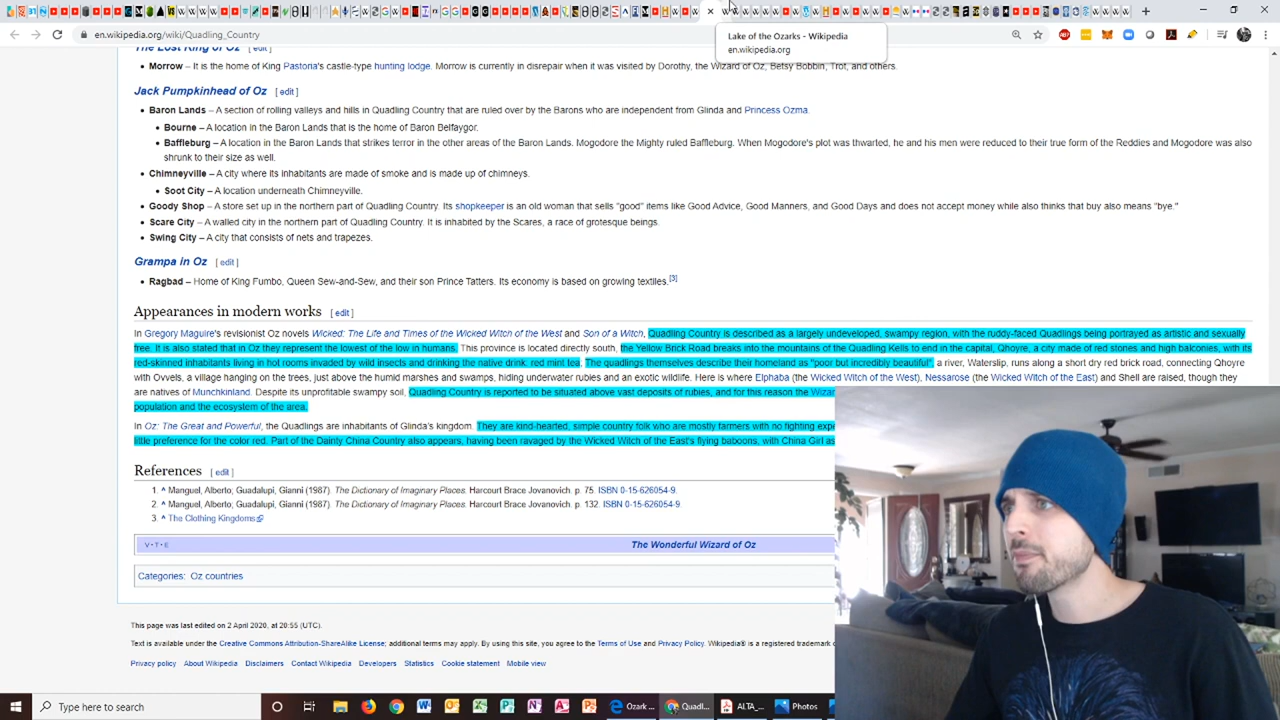 Lake of the Ozarks - Wikipedia
en.wikipedia.org
en.wikipedia.org/wiki/Quadling_Country
The Lost King of Oz [ edit ]
• Morrow – It is the home of King Pastoria's castle-type hunting lodge. Morrow is currently in disrepair when it was visited by Dorothy, the Wizard of Oz, Betsy Bobbin, Trot, and others.
Jack Pumpkinhead of Oz [ edit ]
• Baron Lands – A section of rolling valleys and hills in Quadling Country that are ruled over by the Barons who are independent from Glinda and Princess Ozma.
• Bourne – A location in the Baron Lands that is the home of Baron Belfaygor.
• Baffleburg – A location in the Baron Lands that strikes terror in the other areas of the Baron Lands. Mogodore the Mighty ruled Baffleburg. When Mogodore's plot was thwarted, he and his men were reduced to their true form of the Reddies and Mogodore was also
shrunk to their size as well.
• Chimneyville – A city where its inhabitants are made of smoke and is made up of chimneys.
• Soot City – A location underneath Chimneyville.
• Goody Shop – A store set up in the northern part of Quadling Country. Its shopkeeper is an old woman that sells "good" items like Good Advice, Good Manners, and Good Days and does not accept money while also thinks that buy also means "bye."
• Scare City – A walled city in the northern part of Quadling Country. It is inhabited by the Scares, a race of grotesque beings.
• Swing City – A city that consists of nets and trapezes.
Grampa in Oz [ edit ]
• Ragbad – Home of King Fumbo, Queen Sew-and-Sew, and their son Prince Tatters. Its economy is based on growing textiles.[3]
Appearances in modern works [ edit ]
In Gregory Maguire's revisionist Oz novels Wicked: The Life and Times of the Wicked Witch of the West and Son of a Witch, Quadling Country is described as a largely undeveloped, swampy region, with the ruddy-faced Quadlings being portrayed as artistic and sexually
free. It is also stated that in Oz they represent the lowest of the low in humans. This province is located directly south, the Yellow Brick Road breaks into the mountains of the Quadling Kells to end in the capital, Qhoyre, a city made of red stones and high balconies, with its
red-skinned inhabitants living in hot rooms invaded by wild insects and drinking the native drink, red mint tea. The quadlings themselves describe their homeland as "poor but incredibly beautiful", a river, Waterslip, runs along a short dry red brick road, connecting Qhoyre
with Ovvels, a village hanging on the trees, just above the humid marshes and swamps, hiding underwater rubies and an exotic wildlife. Here is where Elphaba (the Wicked Witch of the West), Nessarose (the Wicked Witch of the East) and Shell are raised, though they
are natives of Munchkinland. Despite its unprofitable swampy soil, Quadling Country is reported to be situated above vast deposits of rubies, and for this reason the Wizar
population and the ecosystem of the area.
In Oz: The Great and Powerful, the Quadlings are inhabitants of Glinda's kingdom. They are kind-hearted, simple country folk who are mostly farmers with no fighting expe
little preference for the color red. Part of the Dainty China Country also appears, having been ravaged by the Wicked Witch of the East's flying baboons, with China Girl as
References [ edit ]
1. ^ Manguel, Alberto; Guadalupi, Gianni (1987). The Dictionary of Imaginary Places. Harcourt Brace Jovanovich. p. 75. ISBN 0-15-626054-9.
2. ^ Manguel, Alberto; Guadalupi, Gianni (1987). The Dictionary of Imaginary Places. Harcourt Brace Jovanovich. p. 132. ISBN 0-15-626054-9.
3. ^ The Clothing Kingdoms
V · T · E The Wonderful Wizard of Oz
Categories: Oz countries
This page was last edited on 2 April 2020, at 20:55 (UTC).
Text is available under the Creative Commons Attribution-ShareAlike License; additional terms may apply. By using this site, you agree to the Terms of Use and Privacy Policy. Wikipedia® is a registered trademark o
Privacy policy About Wikipedia Disclaimers Contact Wikipedia Developers Statistics Cookie statement Mobile view
Type here to search Ozark ... Quadl... ALTA_... Photos